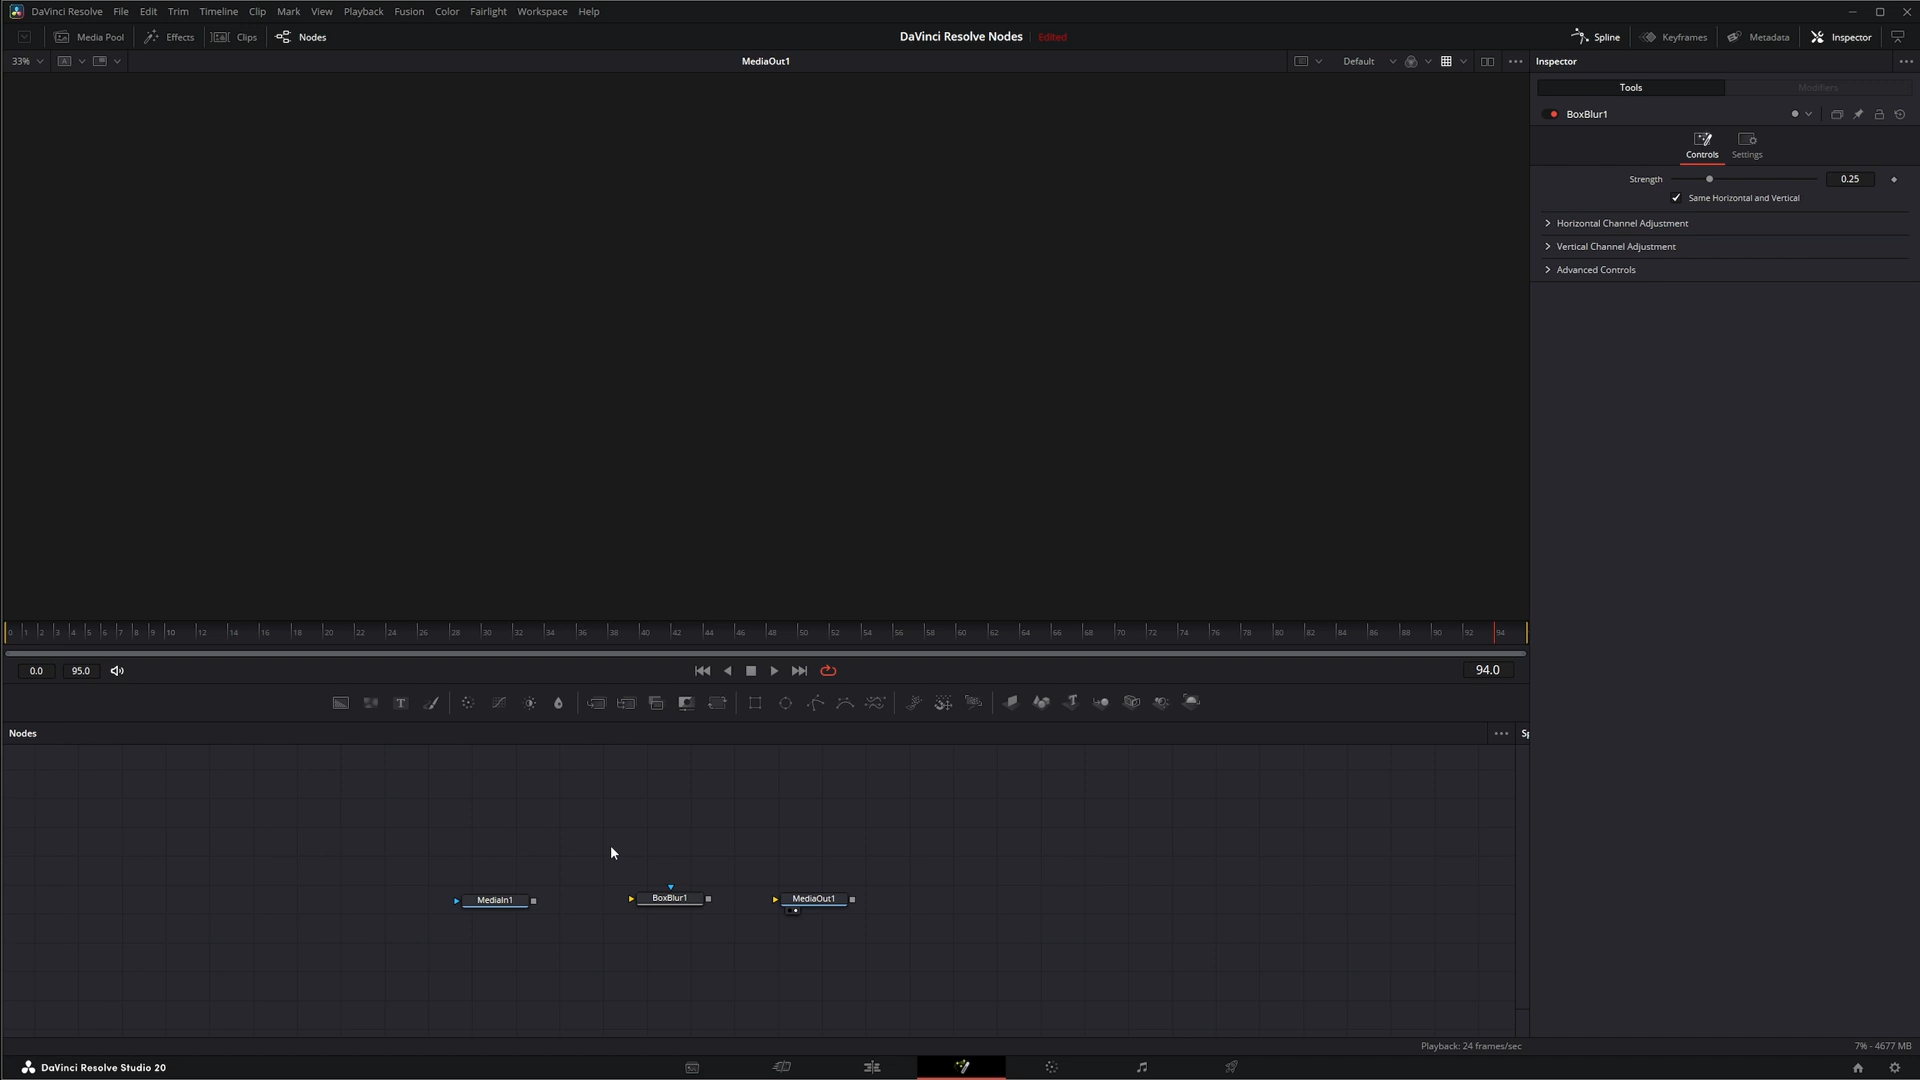 DaVinci Resolve File Edit Trim Timeline Clip Mark View Playback Fusion Color Fairlight Workspace Help
Media Pool Effects Clips Nodes DaVinci Resolve Nodes Edited Spline Keyframes Metadata Inspector
33% A MediaOut1 Default Inspector
Tools Modifiers
BoxBlur1
Controls Settings
Strength 0.25
Same Horizontal and Vertical
Horizontal Channel Adjustment
Vertical Channel Adjustment
Advanced Controls
0 1 2 3 4 5 6 7 8 9 10 12 14 16 18 20 22 24 26 28 30 32 34 36 38 40 42 44 46 48 50 52 54 56 58 60 62 64 66 68 70 72 74 76 78 80 82 84 86 88 90 92 94
0.0 95.0 94.0
T
Nodes Sp
MediaIn1 BoxBlur1 MediaOut1
Playback: 24 frames/sec 7% - 4677 MB
DaVinci Resolve Studio 20